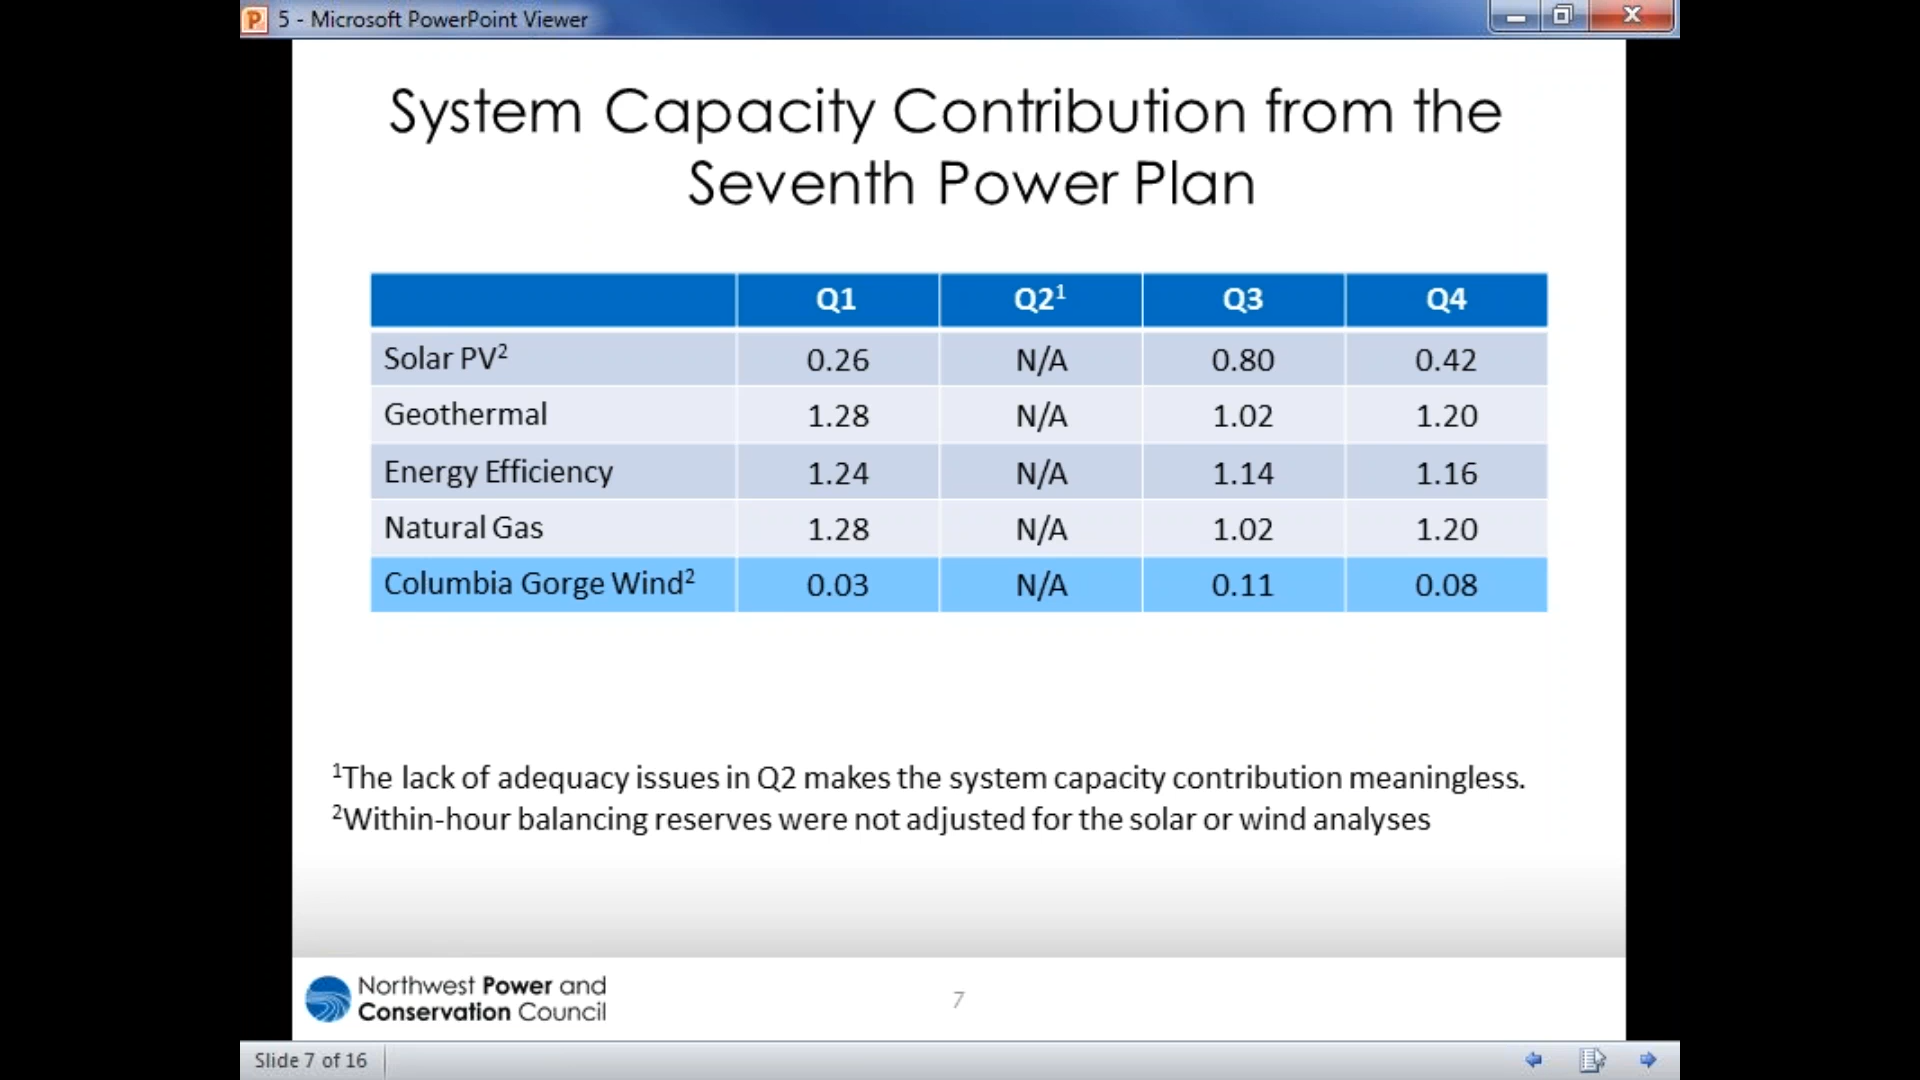 5 - Microsoft PowerPoint Viewer
System Capacity Contribution from the
Seventh Power Plan
Q1 Q2¹ Q3 Q4
Solar PV² 0.26 N/A 0.80 0.42
Geothermal 1.28 N/A 1.02 1.20
Energy Efficiency 1.24 N/A 1.14 1.16
Natural Gas 1.28 N/A 1.02 1.20
Columbia Gorge Wind² 0.03 N/A 0.11 0.08
¹The lack of adequacy issues in Q2 makes the system capacity contribution meaningless.
²Within-hour balancing reserves were not adjusted for the solar or wind analyses
Northwest Power and
Conservation Council
7
Slide 7 of 16